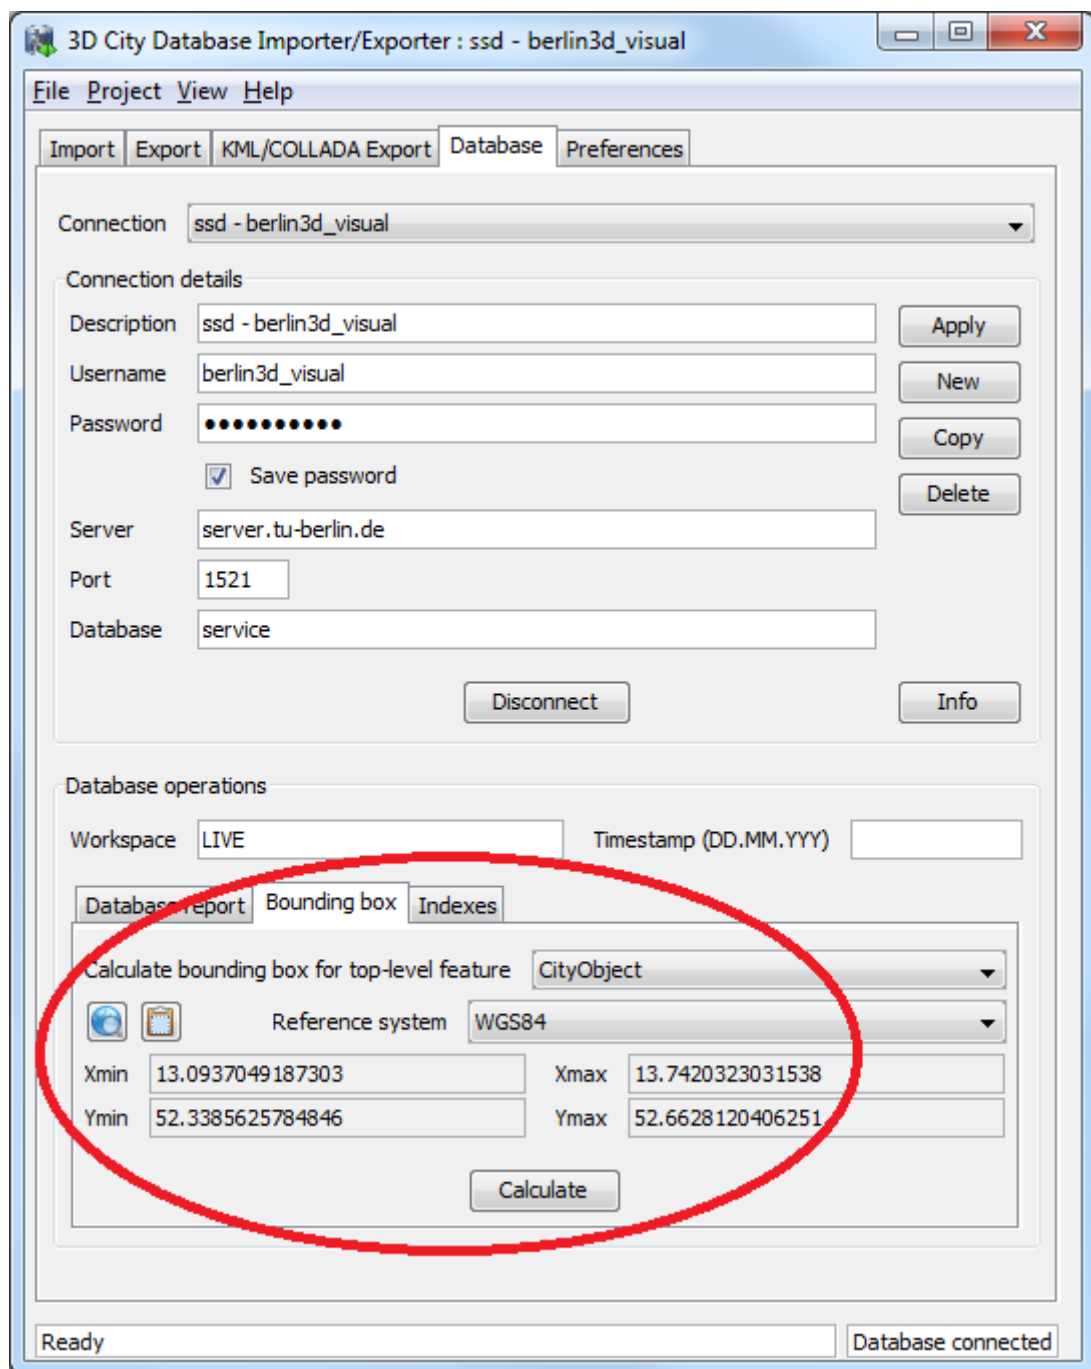 3D City Database Importer/Exporter : ssd - berlin3d_visual
File Project View Help
Import Export KML/COLLADA Export Database Preferences
Connection ssd - berlin3d_visual
Connection details
Description ssd - berlin3d_visual Apply
Username berlin3d_visual New
Password ●●●●●●●●●● Copy
Save password Delete
Server server.tu-berlin.de
Port 1521
Database service
Disconnect Info
Database operations
Workspace LIVE Timestamp (DD.MM.YYY)
Database report Bounding box Indexes
Calculate bounding box for top-level feature CityObject
Reference system WGS84
Xmin 13.0937049187303 Xmax 13.7420323031538
Ymin 52.3385625784846 Ymax 52.6628120406251
Calculate
Ready Database connected